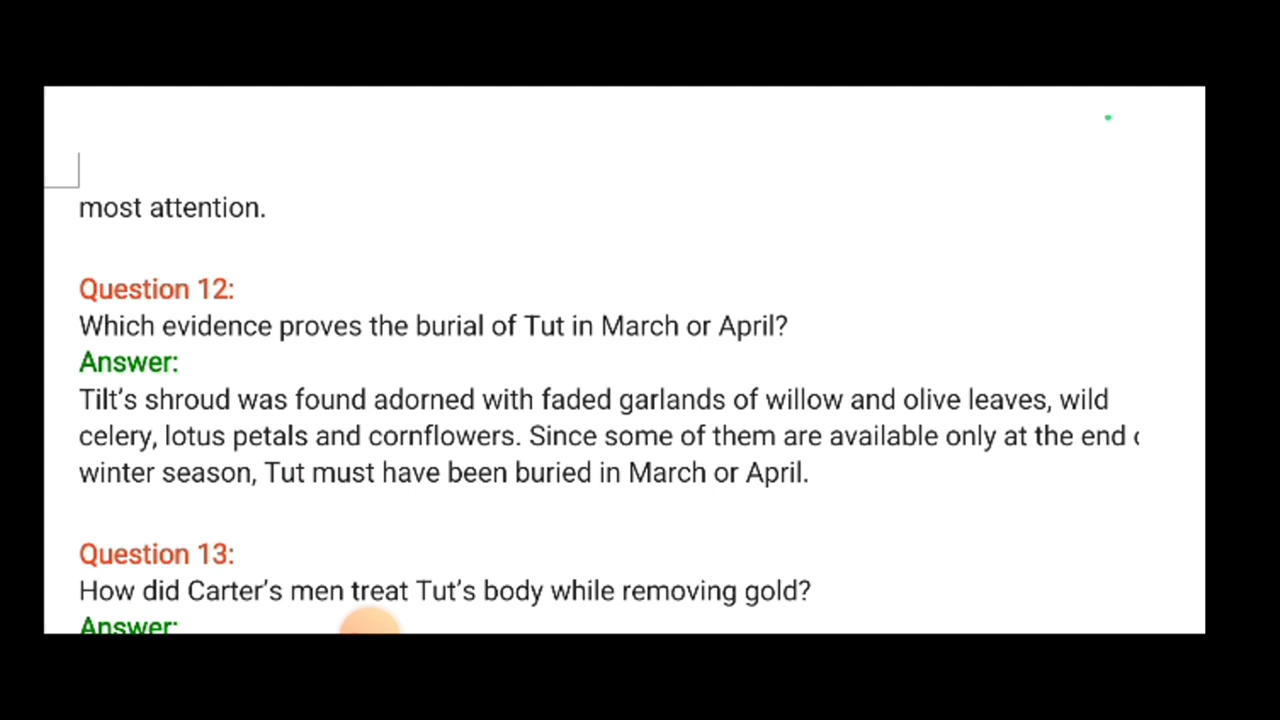 most attention.
Question 12:
Which evidence proves the burial of Tut in March or April?
Answer:
Tilt’s shroud was found adorned with faded garlands of willow and olive leaves, wild
celery, lotus petals and cornflowers. Since some of them are available only at the end
winter season, Tut must have been buried in March or April.
Question 13:
How did Carter’s men treat Tut’s body while removing gold?
Answer: